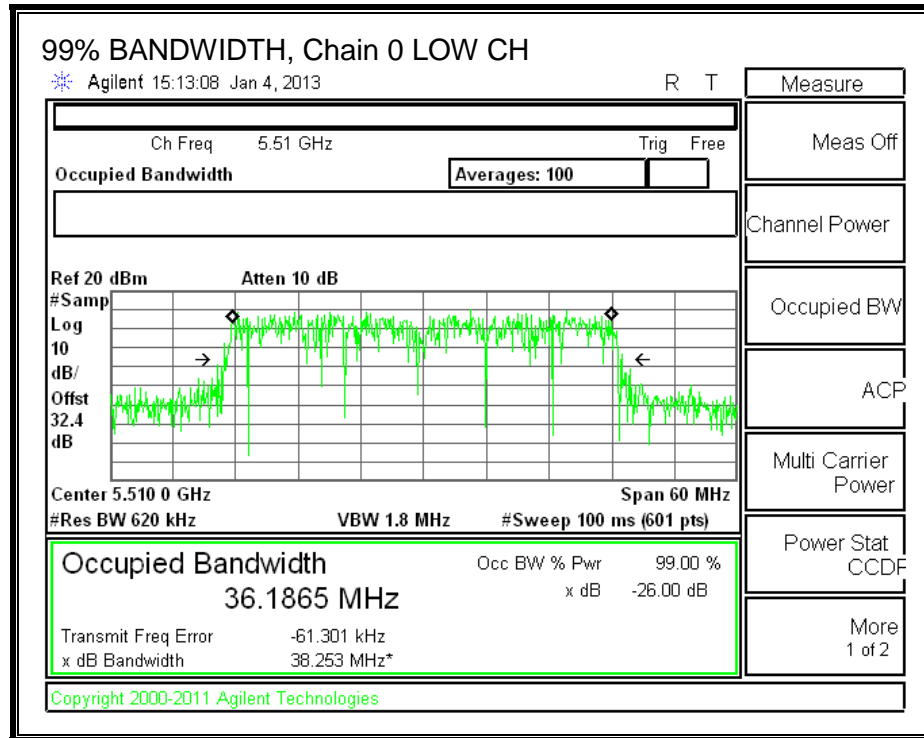 99% BANDWIDTH, Chain 0 LOW CH
Agilent 15:13:08 Jan 4, 2013 R T
Measure
Ch Freq 5.51 GHz Trig Free
Occupied Bandwidth Averages: 100
Ref 20 dBm Atten 10 dB
#Samp
Log
10
dB/
Offst
32.4
dB
Center 5.510 0 GHz Span 60 MHz
#Res BW 620 kHz VBW 1.8 MHz #Sweep 100 ms (601 pts)
Occupied Bandwidth Occ BW % Pwr 99.00 %
36.1865 MHz x dB -26.00 dB
Transmit Freq Error -61.301 kHz
x dB Bandwidth 38.253 MHz*
Copyright 2000-2011 Agilent Technologies
Meas Off
Channel Power
Occupied BW
ACP
Multi Carrier
Power
Power Stat
CCDF
More
1 of 2